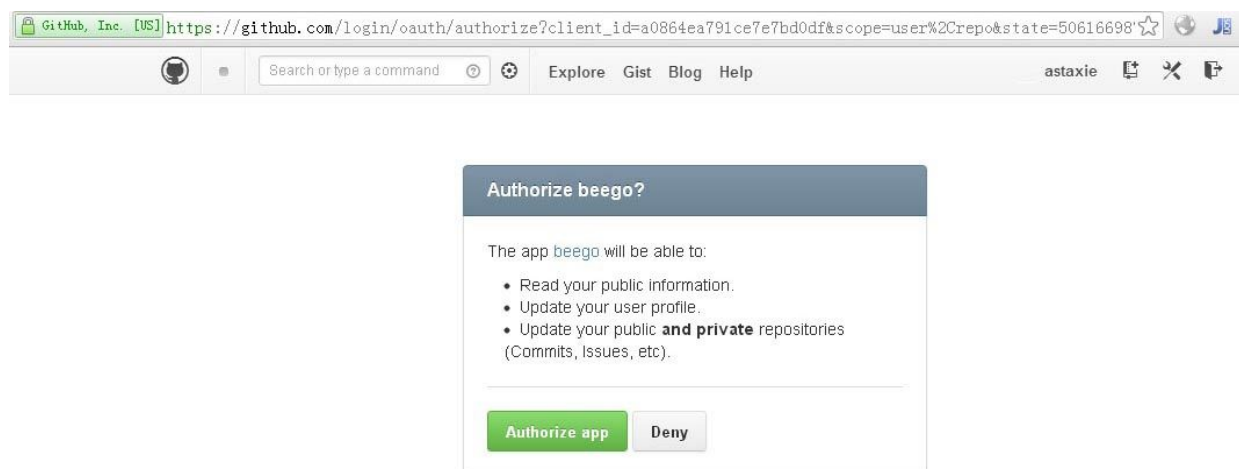 GitHub, Inc. [US] https://github.com/login/oauth/authorize?client_id=a0864ea791ce7e7bd0df&scope=user%2Crepo&state=50616698
Search or type a command Explore Gist Blog Help astaxie
Authorize beego?
The app beego will be able to:
• Read your public information.
• Update your user profile.
• Update your public and private repositories
(Commits, Issues, etc).
Authorize app Deny